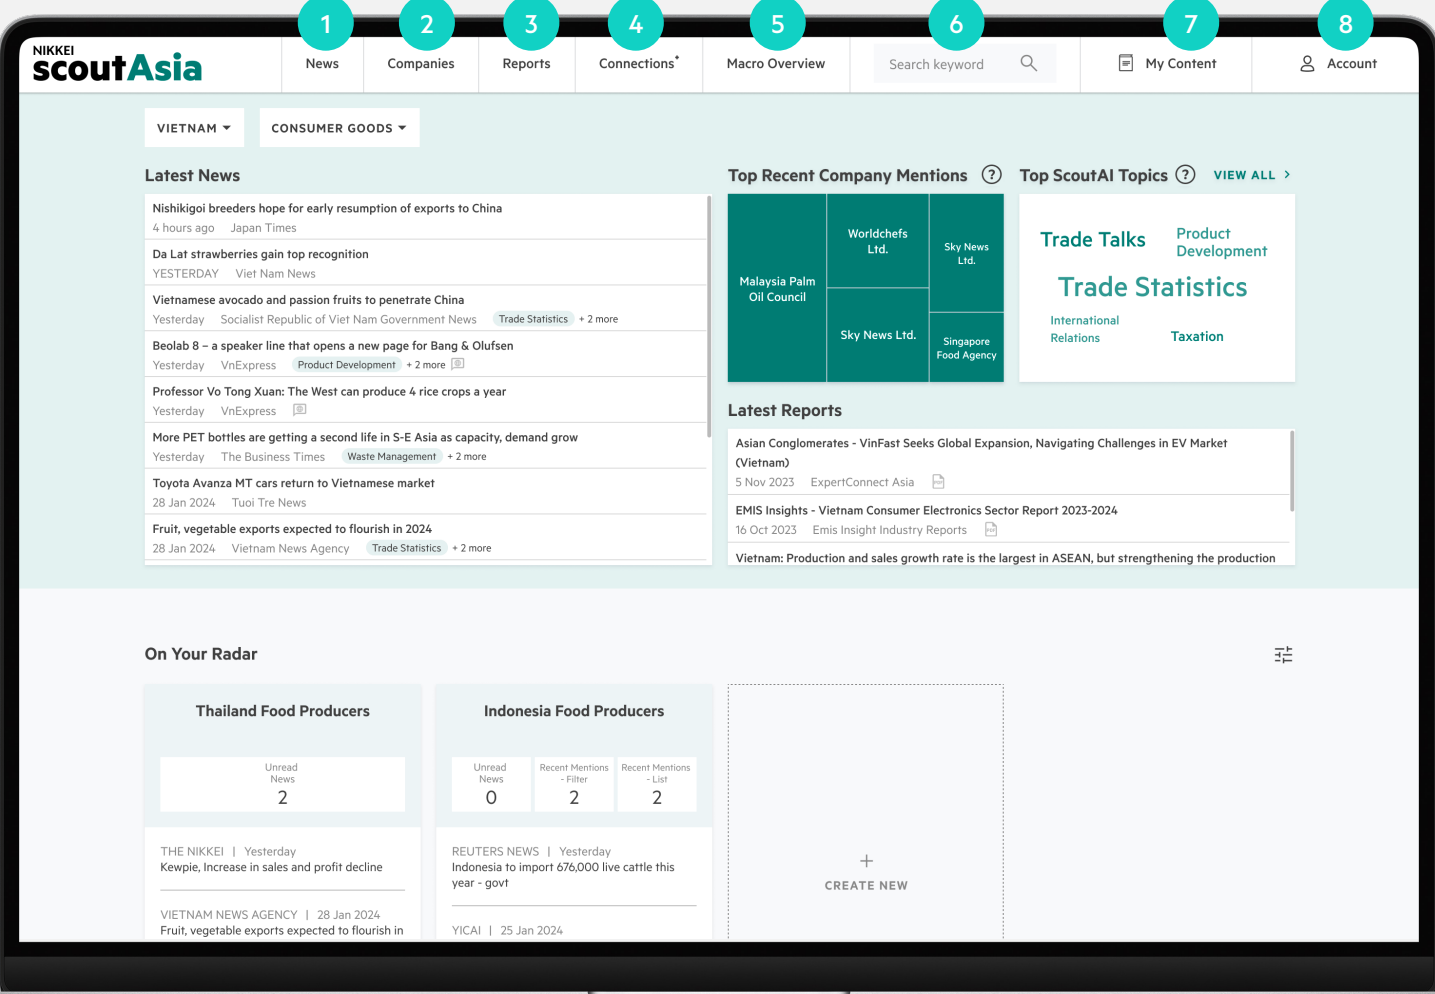 1
2
3
4
5
6
7
8
NIKKEI
scoutAsia
News
Companies
Reports
Connections*
Macro Overview
Search keyword
My Content
Account
VIETNAM
CONSUMER GOODS
Latest News
Nishikigoi breeders hope for early resumption of exports to China
4 hours ago Japan Times
Da Lat strawberries gain top recognition
YESTERDAY Viet Nam News
Vietnamese avocado and passion fruits to penetrate China
Yesterday Socialist Republic of Viet Nam Government News Trade Statistics + 2 more
Beolab 8 – a speaker line that opens a new page for Bang & Olufsen
Yesterday VnExpress Product Development + 2 more
Professor Vo Tong Xuan: The West can produce 4 rice crops a year
Yesterday VnExpress
More PET bottles are getting a second life in S-E Asia as capacity, demand grow
Yesterday The Business Times Waste Management + 2 more
Toyota Avanza MT cars return to Vietnamese market
28 Jan 2024 Tuoi Tre News
Fruit, vegetable exports expected to flourish in 2024
28 Jan 2024 Vietnam News Agency Trade Statistics + 2 more
Top Recent Company Mentions ?
Malaysia Palm
Oil Council
Worldchefs
Ltd.
Sky News Ltd.
Sky News
Ltd.
Singapore
Food Agency
Top ScoutAI Topics ? VIEW ALL >
Trade Talks
Product
Development
Trade Statistics
International
Relations
Taxation
Latest Reports
Asian Conglomerates - VinFast Seeks Global Expansion, Navigating Challenges in EV Market
(Vietnam)
5 Nov 2023 ExpertConnect Asia
EMIS Insights - Vietnam Consumer Electronics Sector Report 2023-2024
16 Oct 2023 Emis Insight Industry Reports
Vietnam: Production and sales growth rate is the largest in ASEAN, but strengthening the production
On Your Radar
Thailand Food Producers
Unread
News
2
THE NIKKEI | Yesterday
Kewpie, Increase in sales and profit decline
VIETNAM NEWS AGENCY | 28 Jan 2024
Fruit, vegetable exports expected to flourish in
Indonesia Food Producers
Unread
News
0
Recent Mentions
- Filter
2
Recent Mentions
- List
2
REUTERS NEWS | Yesterday
Indonesia to import 676,000 live cattle this
year - govt
YICAI | 25 Jan 2024
+
CREATE NEW